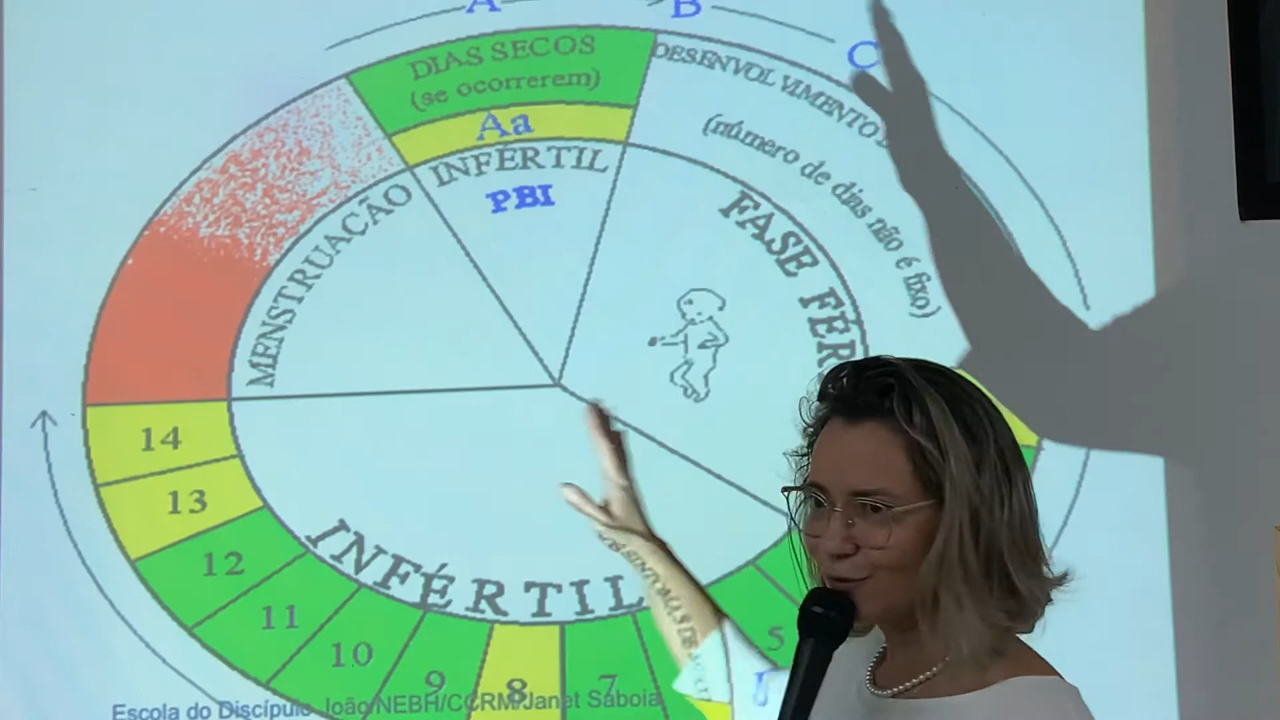 A
B
C
DIAS SECOS
(se ocorrerem)
Aa
INFÉRTIL
PBI
DESENVOLVIMENTO
(número de dias não é fixo)
FASE FÉR
MENSTRUAÇÃO
14
13
12
11
10
9
8
7
5
INFÉRTIL
Escola do Discípulo João/NEBH/CCRM/Janet Saboia